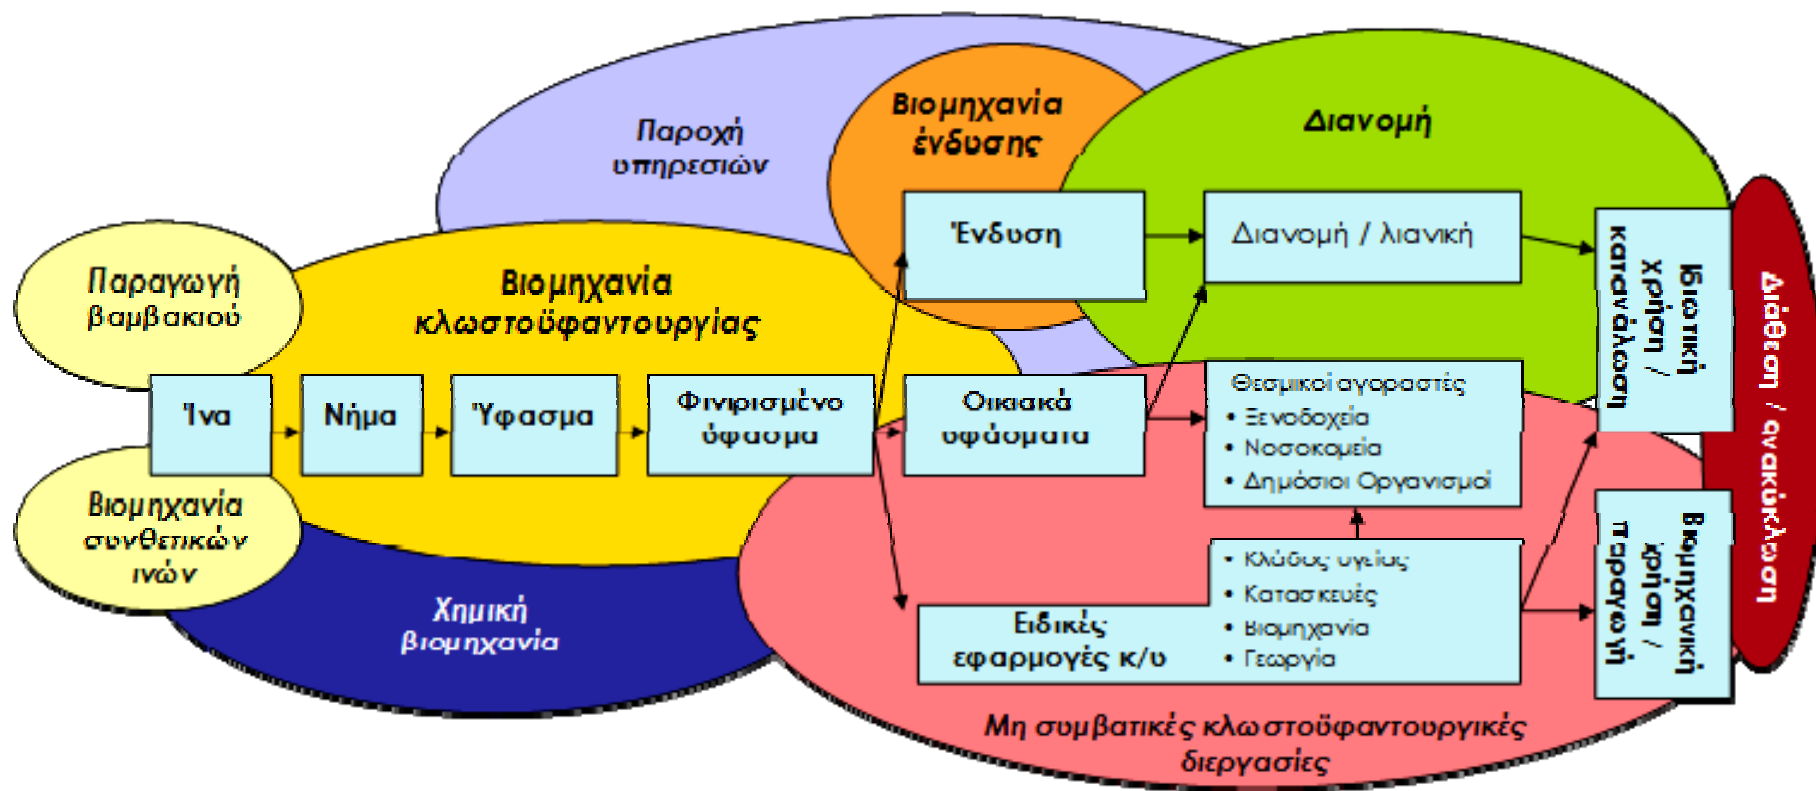 Παροχή
υπηρεσιών
Βιομηχανία
ένδυσης
Διανομή
Παραγωγή
βαμβακιού
Βιομηχανία
κλωστοϋφαντουργίας
Ένδυση
Διανομή / λιανική
Ιδιοτική
Χρήση /
κατανάλωση
Διάθεση / ανακύκλωση
Ίνα
Νήμα
Ύφασμα
Φινιρισμένο
ύφασμα
Οικιακά
υφάσματα
Θεσμικοί αγοραστές
• Ξενοδοχεία
• Νοσοκομεία
• Δημόσιοι Οργανισμοί
Βιομηχανία
συνθετικών
ινών
Χημική
βιομηχανία
Ειδικές
εφαρμογές κ/υ
• Κλάδος υγείας
• Κατασκευές
• Βιομηχανία
• Γεωργία
Βιομηχανική
χρήση /
παραγωγή
Μη συμβατικές κλωστοϋφαντουργικές
διεργασίες